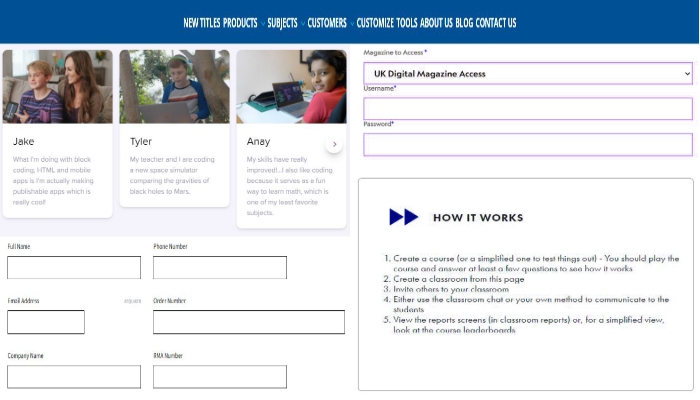 NEW TITLES PRODUCTS SUBJECTS CUSTOMERS CUSTOMIZE TOOLS ABOUT US BLOG CONTACT US
Jake
What I'm doing with block
coding, HTML and mobile
apps is I'm actually making
publishable apps which is
really cool!
Tyler
My teacher and I are coding
a new space simulator
comparing the gravities of
black holes to Mars.
Anay
My skills have really
improved!...I also like coding
because it serves as a fun
way to learn math, which is
one of my least favorite
subjects.
Magazine to Access*
UK Digital Magazine Access
Username*
Password*
Full Name
Phone Number
Email Address
Order Number
Company Name
RMA Number
HOW IT WORKS
1. Create a course (or a simplified one to test things out) - You should play the
course and answer at least a few questions to see how it works
2. Create a classroom from this page
3. Invite others to your classroom
4. Either use the classroom chat or your own method to communicate to the
students
5. View the reports screens (in classroom reports) or, for a simplified view,
look at the course leaderboards